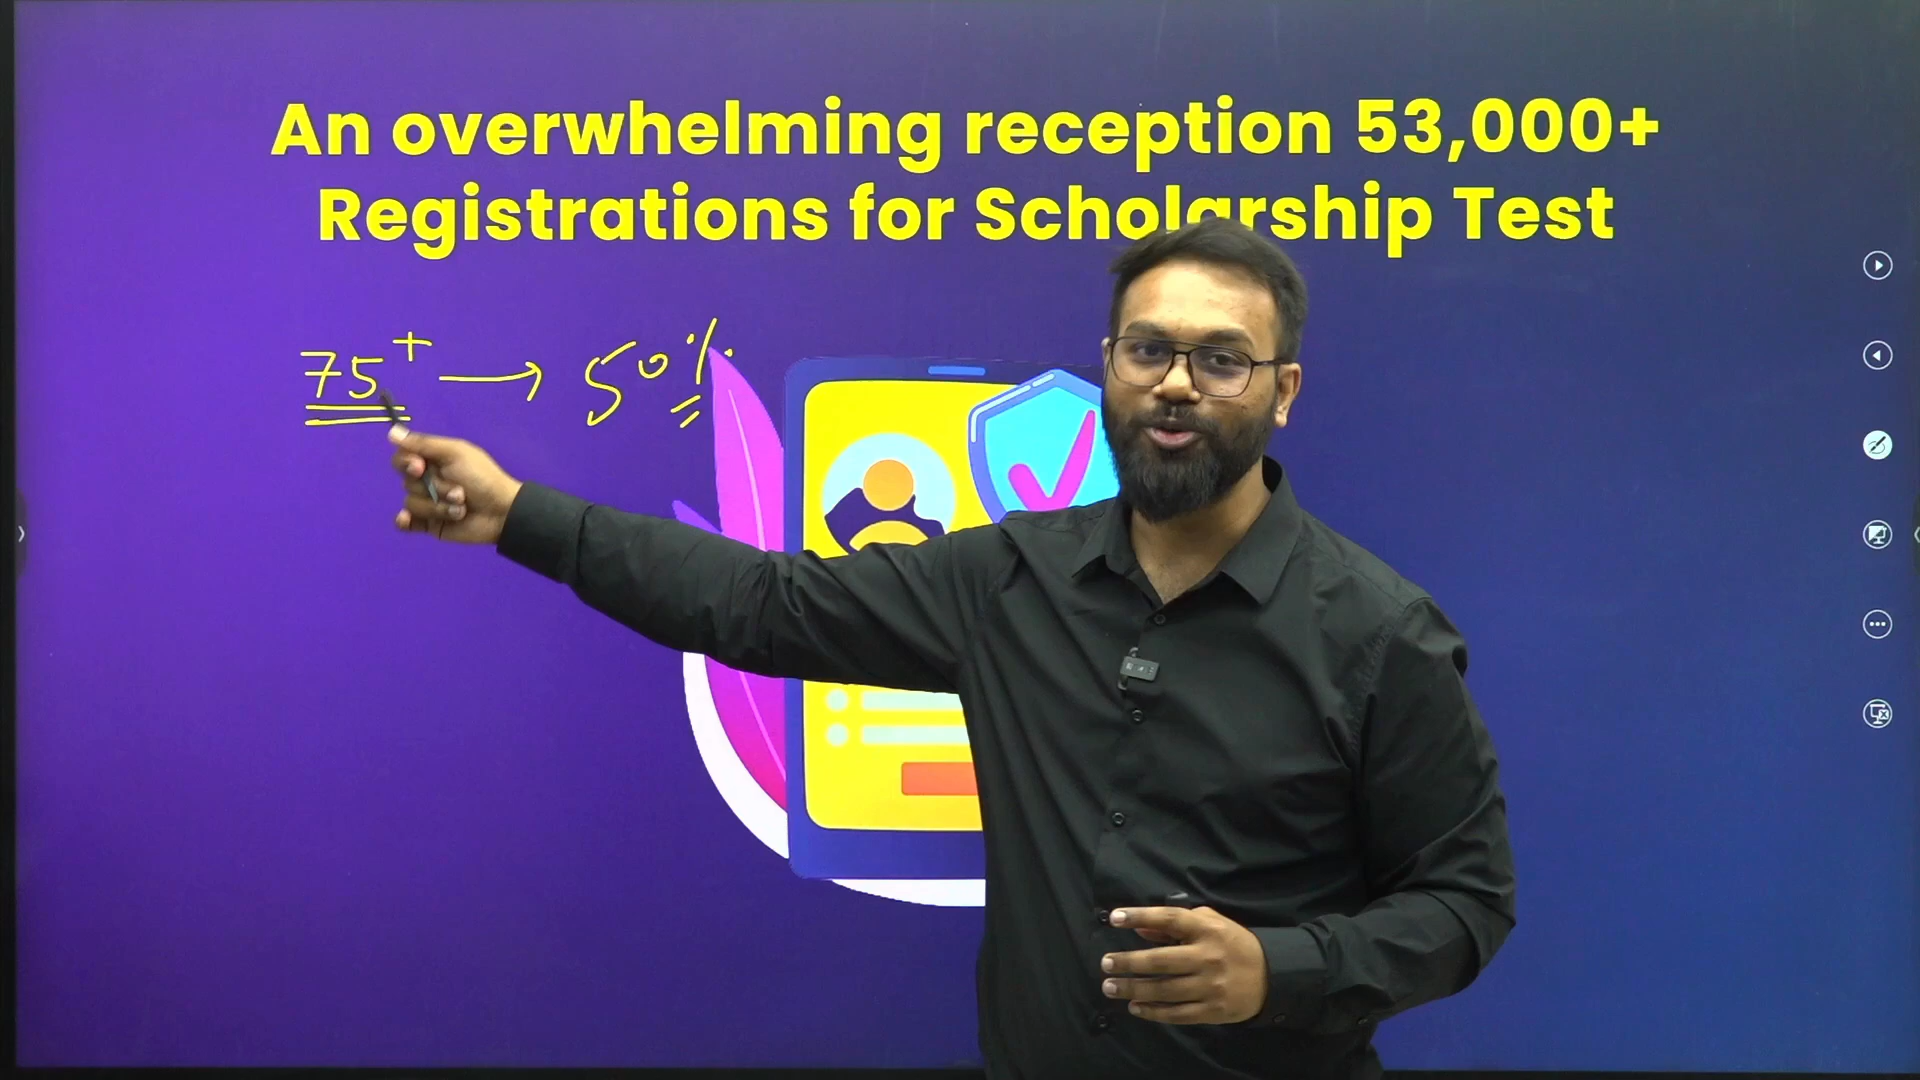 An overwhelming reception 53,000+
Registrations for Scholarship Test
75+ → 50%